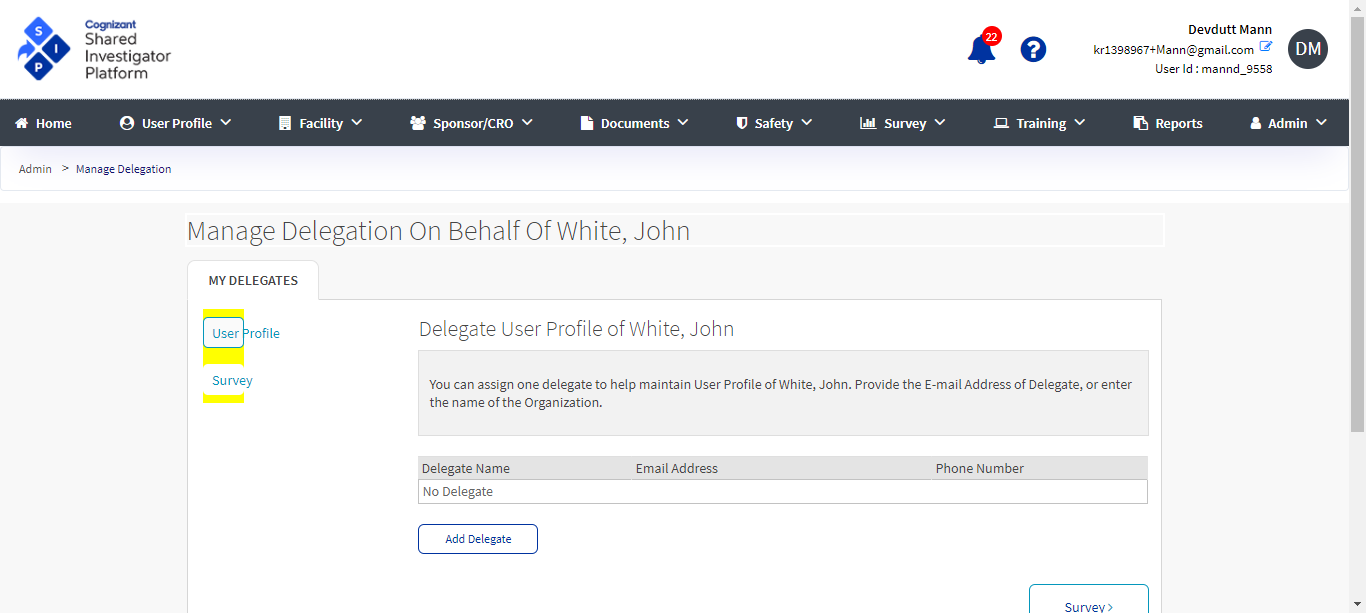 S
I
P
Cognizant
Shared
Investigator
Platform
22
?
Devdutt Mann
kr1398967+Mann@gmail.com
User Id : mannd_9558
DM
Home
User Profile
Facility
Sponsor/CRO
Documents
Safety
Survey
Training
Reports
Admin
Admin > Manage Delegation
Manage Delegation On Behalf Of White, John
MY DELEGATES
User Profile
Survey
Delegate User Profile of White, John
You can assign one delegate to help maintain User Profile of White, John. Provide the E-mail Address of Delegate, or enter
the name of the Organization.
Delegate Name Email Address Phone Number
No Delegate
Add Delegate
Survey >